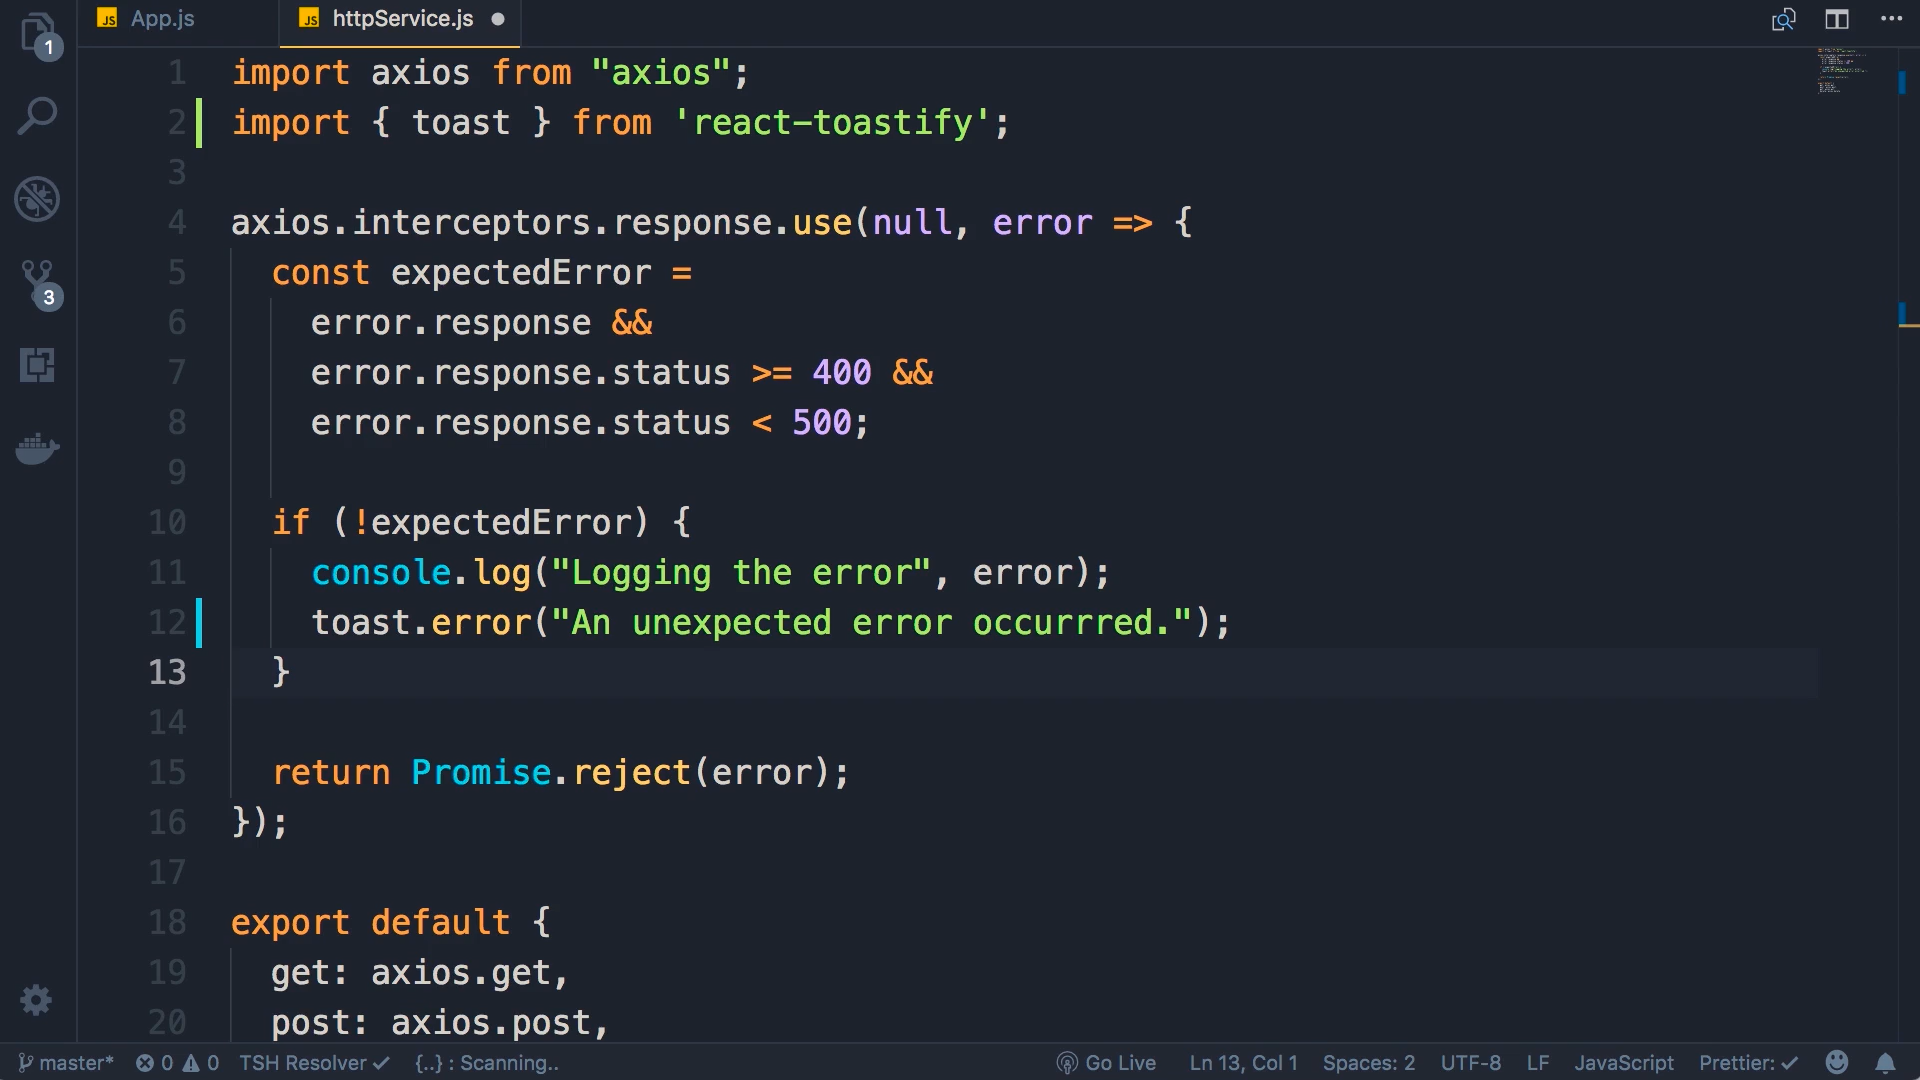 JS App.js JS httpService.js
1
1 import axios from "axios";
2 import { toast } from 'react-toastify';
3
4 axios.interceptors.response.use(null, error => {
5 const expectedError =
3
6 error.response &&
7 error.response.status >= 400 &&
8 error.response.status < 500;
9
10 if (!expectedError) {
11 console.log("Logging the error", error);
12 toast.error("An unexpected error occurrred.");
13 }
14
15 return Promise.reject(error);
16 });
17
18 export default {
19 get: axios.get,
20 post: axios.post,
master* 0 0 TSH Resolver ✓ {..} : Scanning.. Go Live Ln 13, Col 1 Spaces: 2 UTF-8 LF JavaScript Prettier: ✓